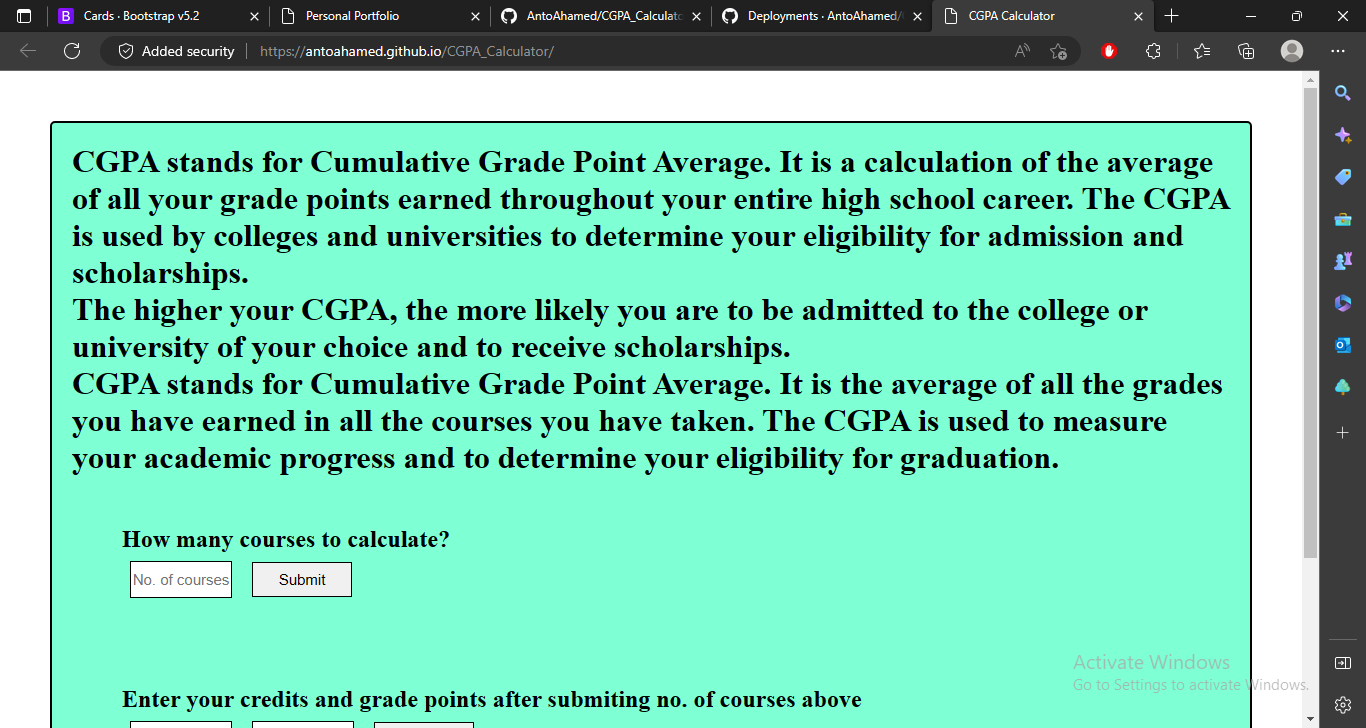 Cards · Bootstrap v5.2
Personal Portfolio
AntoAhamed/CGPA_Calculato
Deployments · AntoAhamed/
CGPA Calculator
Added security
https://antoahamed.github.io/CGPA_Calculator/
CGPA stands for Cumulative Grade Point Average. It is a calculation of the average
of all your grade points earned throughout your entire high school career. The CGPA
is used by colleges and universities to determine your eligibility for admission and
scholarships.
The higher your CGPA, the more likely you are to be admitted to the college or
university of your choice and to receive scholarships.
CGPA stands for Cumulative Grade Point Average. It is the average of all the grades
you have earned in all the courses you have taken. The CGPA is used to measure
your academic progress and to determine your eligibility for graduation.
How many courses to calculate?
No. of courses
Submit
Activate Windows
Go to Settings to activate Windows.
Enter your credits and grade points after submiting no. of courses above